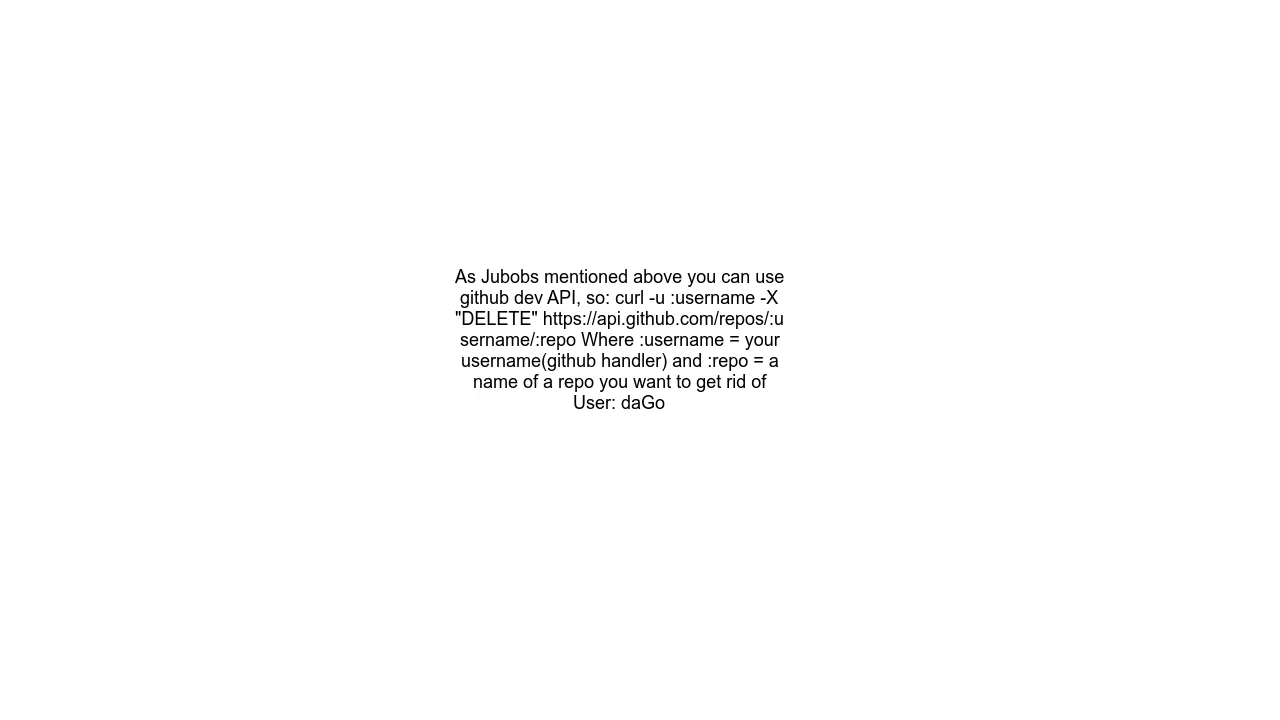 As Jubobs mentioned above you can use
github dev API, so: curl -u :username -X
"DELETE" https://api.github.com/repos/:u
sername/:repo Where :username = your
username(github handler) and :repo = a
name of a repo you want to get rid of
User: daGo